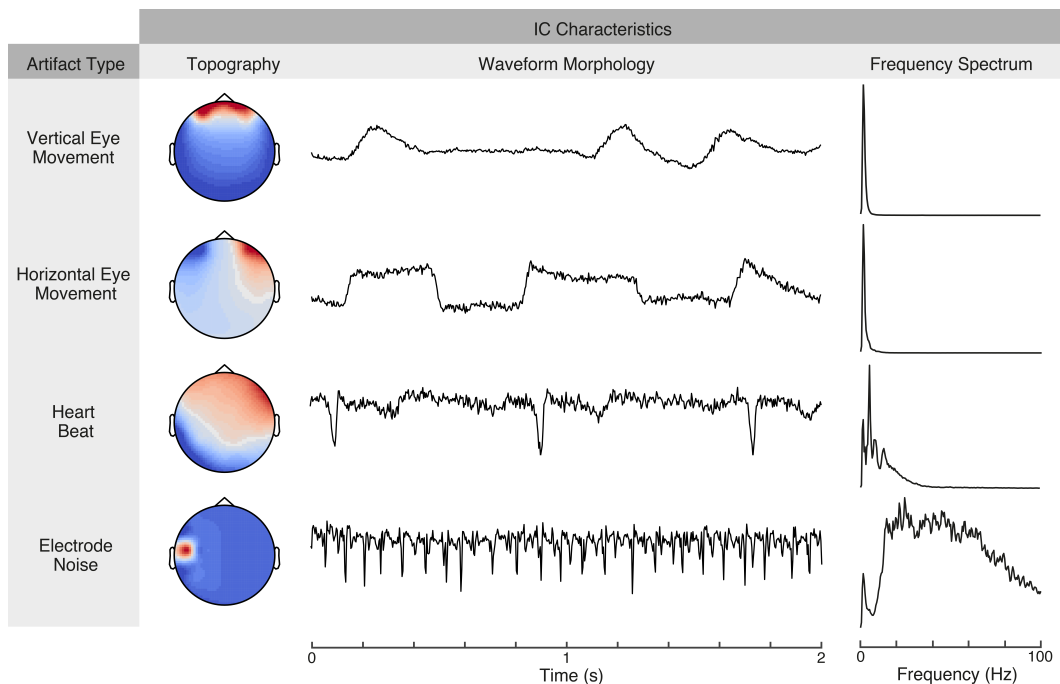 IC Characteristics
Artifact Type
Topography
Waveform Morphology
Frequency Spectrum
Vertical Eye
Movement
Horizontal Eye
Movement
Heart
Beat
Electrode
Noise
0
1
2
Time (s)
0
100
Frequency (Hz)